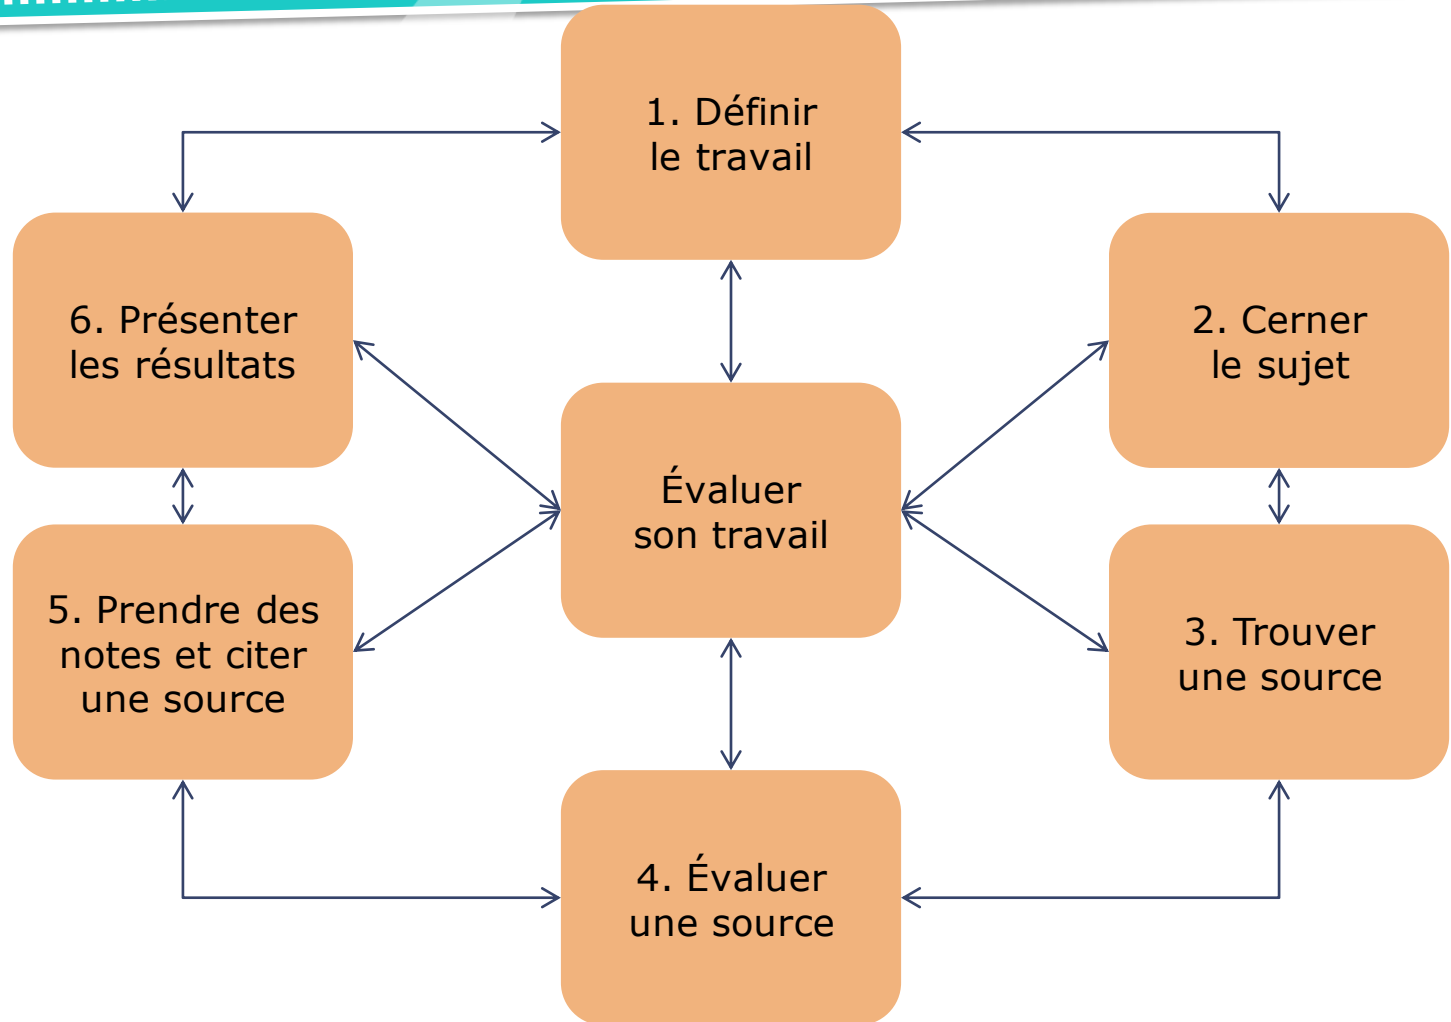 1. Définir
le travail
2. Cerner
le sujet
3. Trouver
une source
4. Évaluer
une source
5. Prendre des
notes et citer
une source
6. Présenter
les résultats
Évaluer
son travail